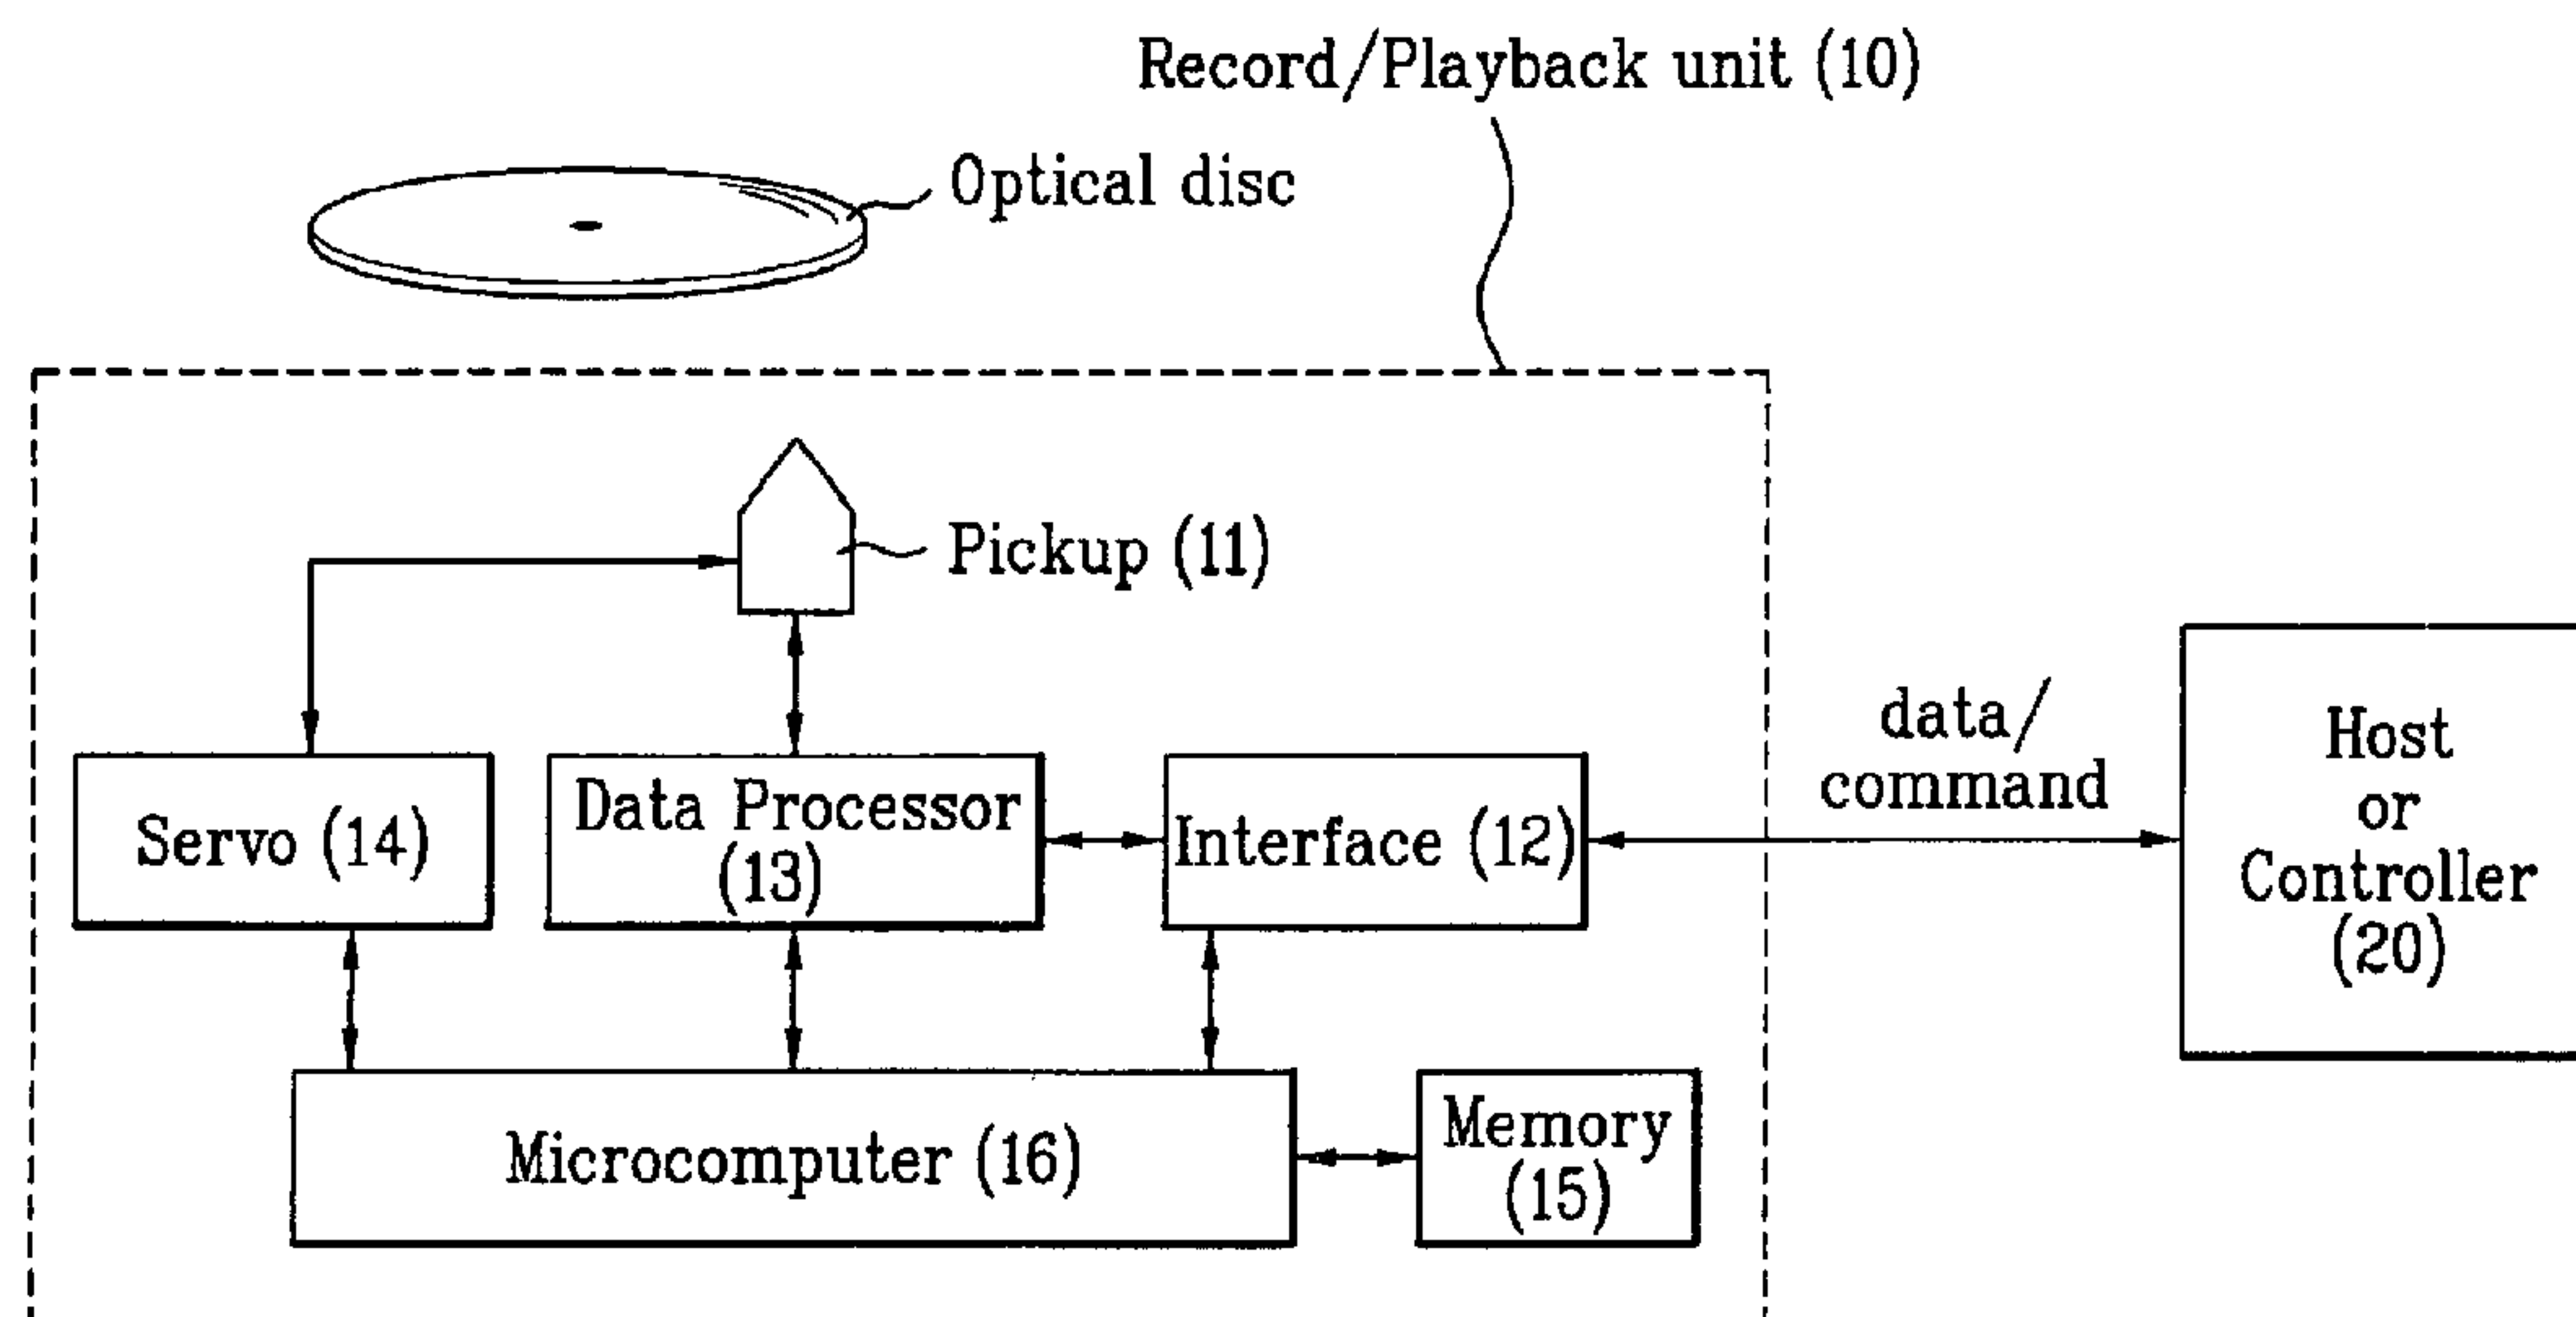 Record/Playback unit (10)
Optical disc
Pickup (11)
data/
command
Servo (14)
Data Processor
(13)
Interface (12)
Host
or
Controller
(20)
Microcomputer (16)
Memory
(15)